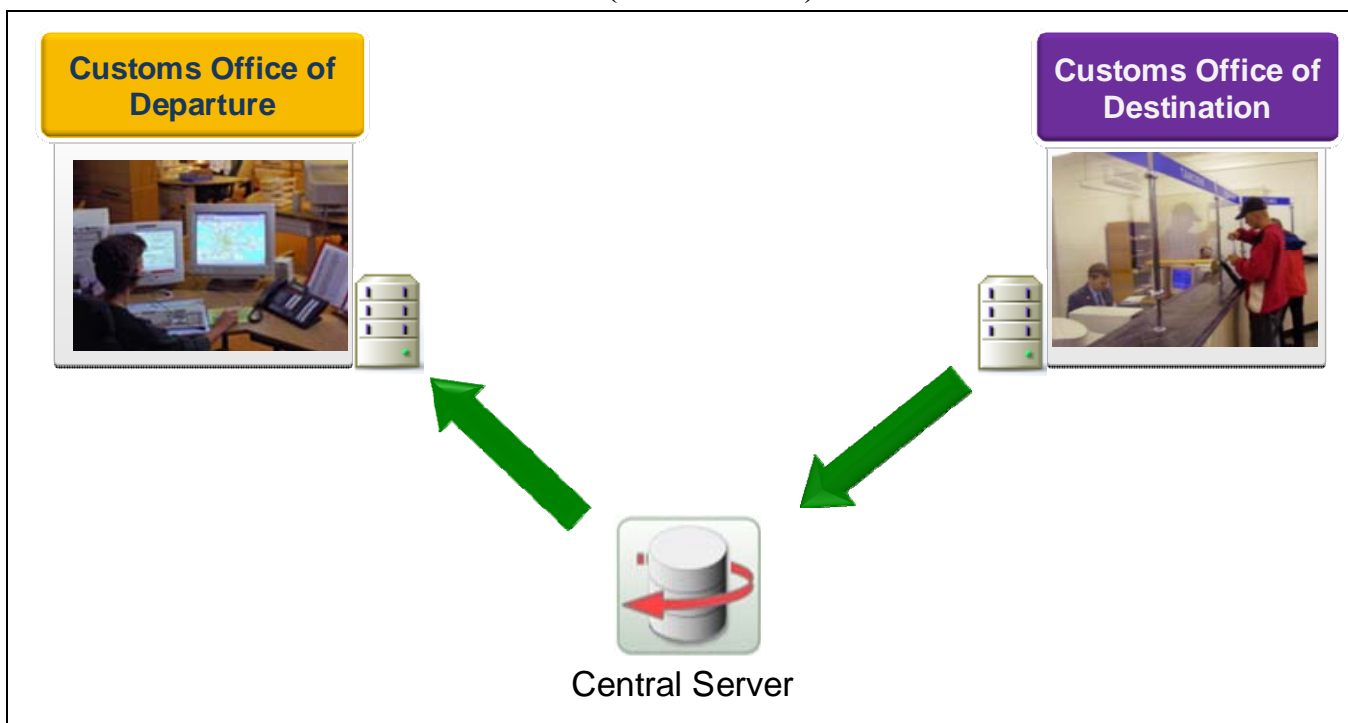 Customs Office of
Departure
Customs Office of
Destination
Central Server